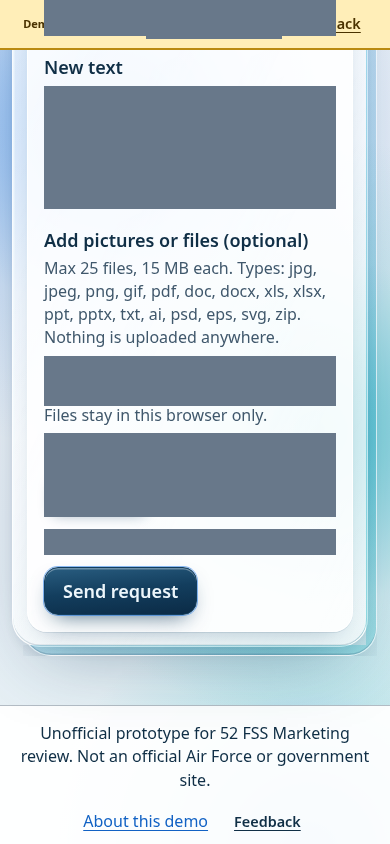 New text
Add pictures or files (optional)
Max 25 files, 15 MB each. Types: jpg,
jpeg, png, gif, pdf, doc, docx, xls, xlsx,
ppt, pptx, txt, ai, psd, eps, svg, zip.
Nothing is uploaded anywhere.
Files stay in this browser only.
Send request
Unofficial prototype for 52 FSS Marketing
review. Not an official Air Force or government
site.
About this demo Feedback